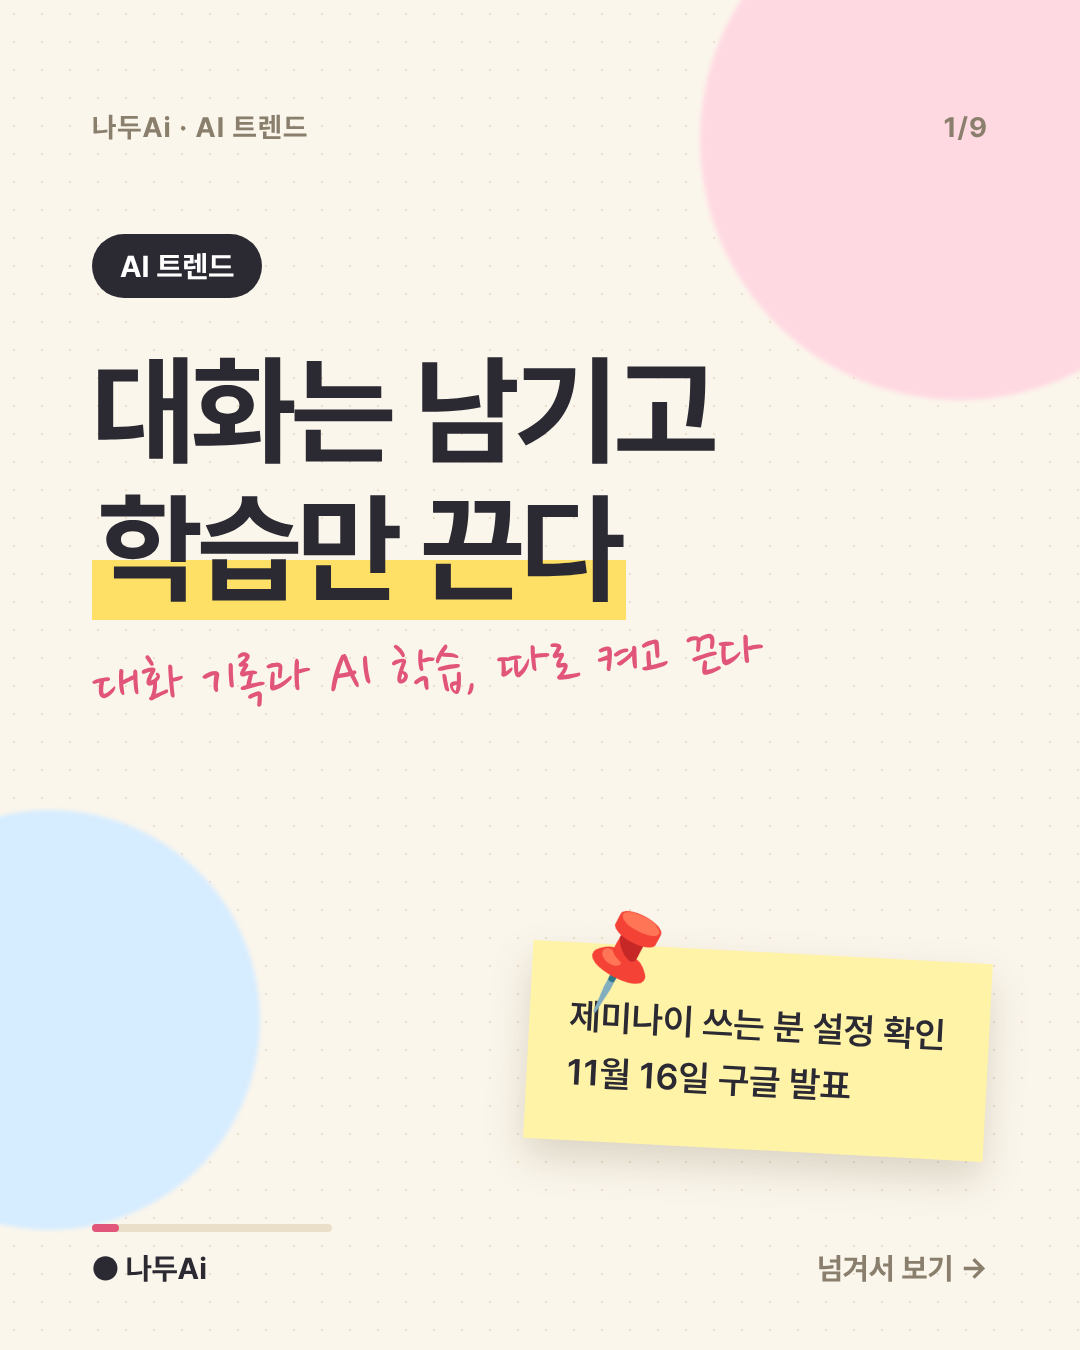 나두Ai · AI 트렌드
1/9
AI 트렌드
대화는 남기고
학습만 끈다
대화 기록과 AI 학습, 따로 켜고 끈다
제미나이 쓰는 분 설정 확인
11월 16일 구글 발표
나두Ai
넘겨서 보기 →